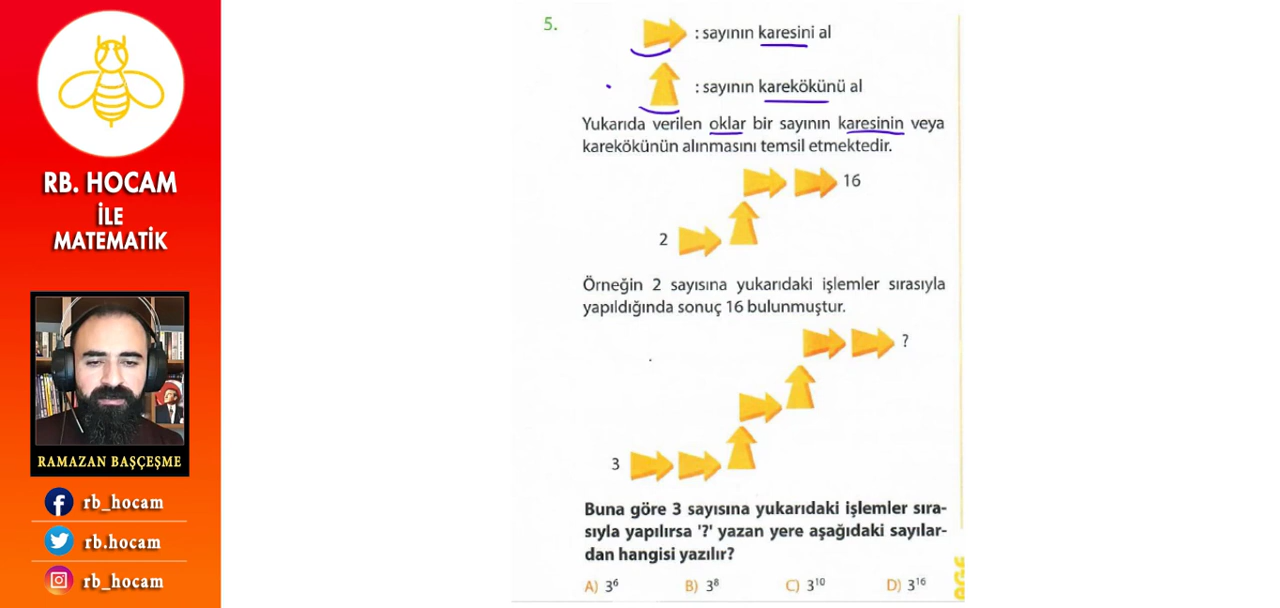 RB. HOCAM
İLE
MATEMATİK
RAMAZAN BAŞÇEŞME
rb_hocam
rb.hocam
rb_hocam
5.
: sayının karesini al
: sayının karekökünü al
Yukarıda verilen oklar bir sayının karesinin veya
karekökünün alınmasını temsil etmektedir.
16
2
Örneğin 2 sayısına yukarıdaki işlemler sırasıyla
yapıldığında sonuç 16 bulunmuştur.
?
3
Buna göre 3 sayısına yukarıdaki işlemler sıra-
sıyla yapılırsa '?' yazan yere aşağıdaki sayılar-
dan hangisi yazılır?
A) 3⁶ B) 3⁸ C) 3¹⁰ D) 3¹⁶